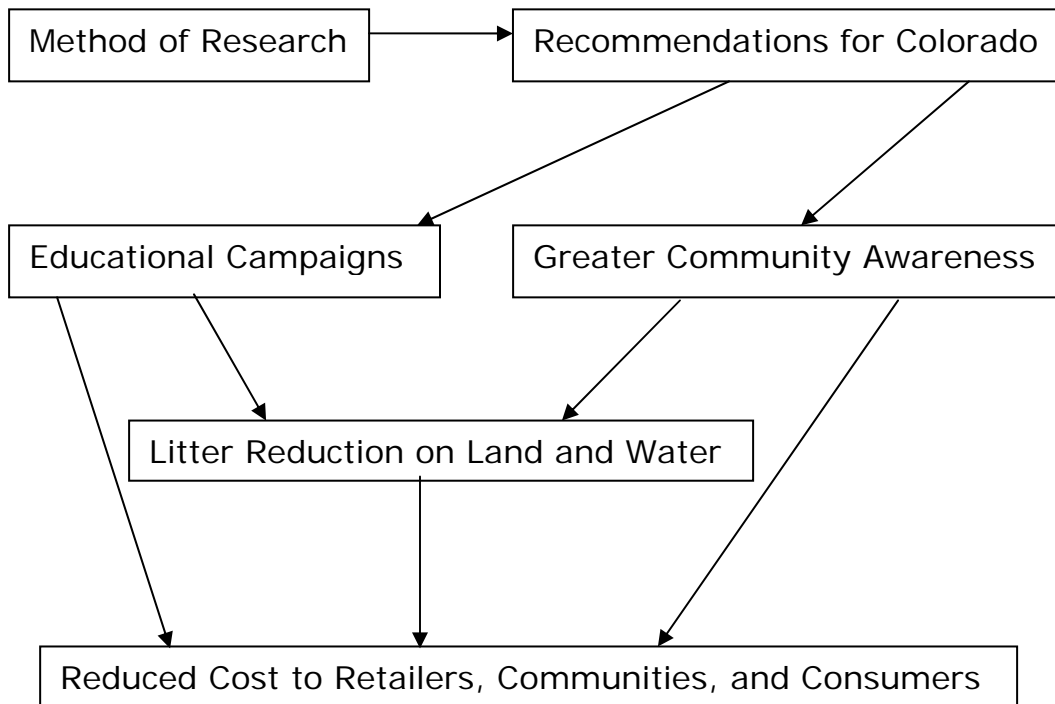 Method of Research
Recommendations for Colorado
Educational Campaigns
Greater Community Awareness
Litter Reduction on Land and Water
Reduced Cost to Retailers, Communities, and Consumers